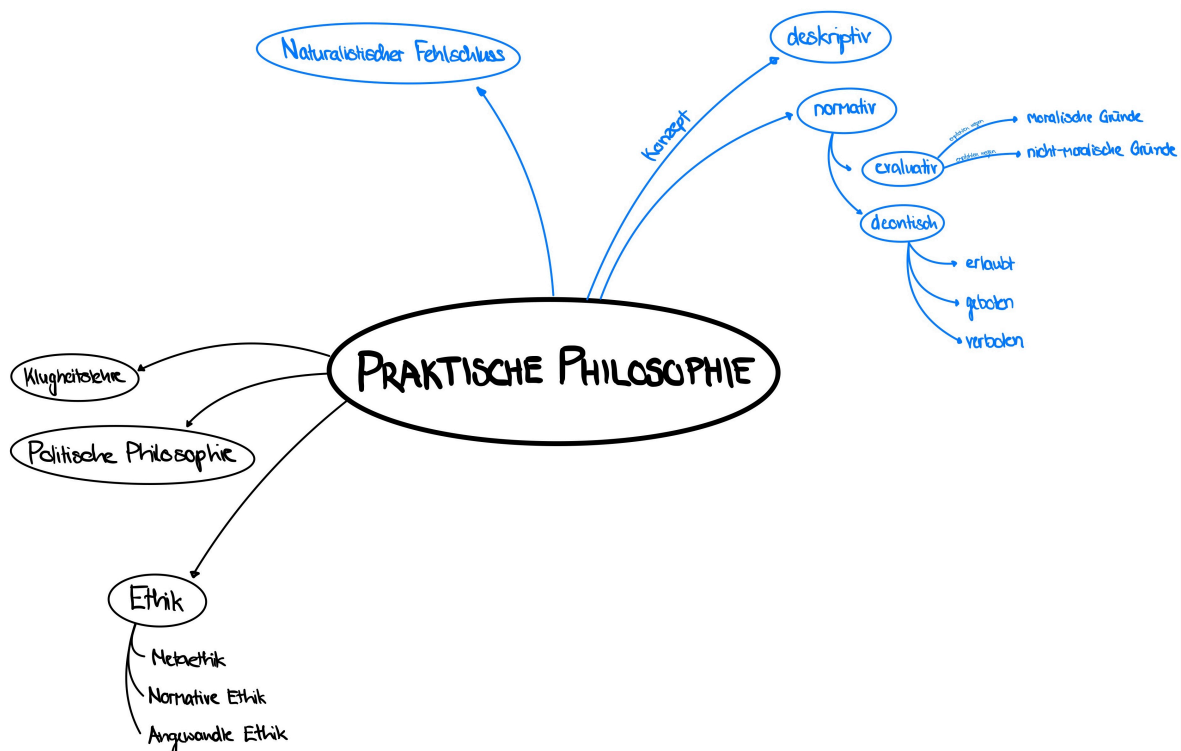 Naturalistischer Fehlschluss
deskriptiv
Konzept
normativ
moralische Gründe
nicht-moralische Gründe
evaluativ
deontisch
erlaubt
geboten
verboten
PRAKTISCHE PHILOSOPHIE
Klugheitslehre
Politische Philosophie
Ethik
Metaethik
Normative Ethik
Angewandte Ethik